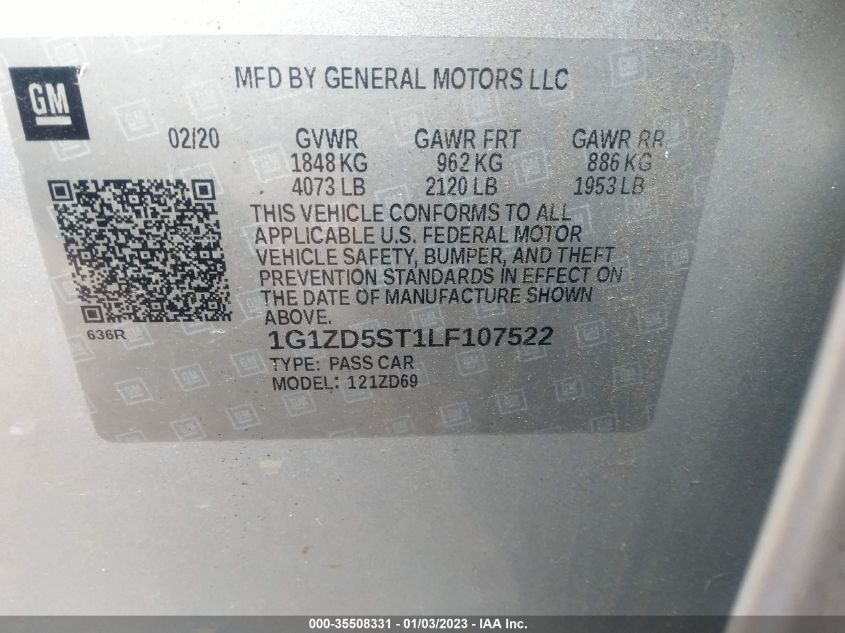 GM
MFD BY GENERAL MOTORS LLC
02/20 GVWR GAWR FRT GAWR RR
1848 KG 962 KG 886 KG
4073 LB 2120 LB 1953 LB
THIS VEHICLE CONFORMS TO ALL
APPLICABLE U.S. FEDERAL MOTOR
VEHICLE SAFETY, BUMPER, AND THEFT
PREVENTION STANDARDS IN EFFECT ON
THE DATE OF MANUFACTURE SHOWN
ABOVE.
636R
1G1ZD5ST1LF107522
TYPE: PASS CAR
MODEL: 121ZD69
000-35508331 - 01/03/2023 - IAA Inc.